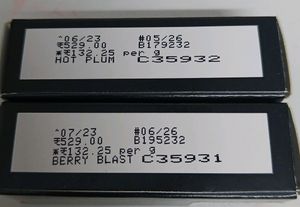 ^06/23 #05/26
₹529.00 B179232
*₹132.25 per g
HOT PLUM C35932
^07/23 #06/26
₹529.00 B195232
*₹132.25 per g
BERRY BLAST C35931